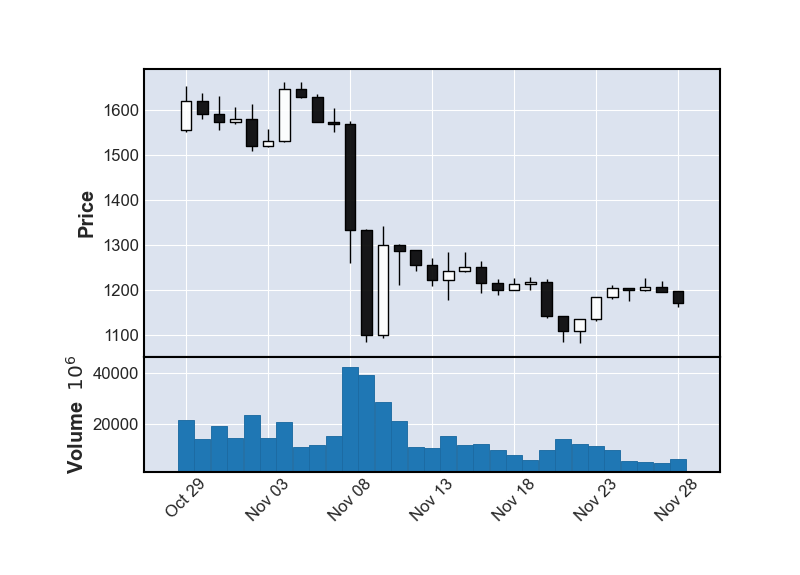 1600
1500
1400
1300
1200
1100
Price
40000
20000
Volume 10^6
Oct 29
Nov 03
Nov 08
Nov 13
Nov 18
Nov 23
Nov 28